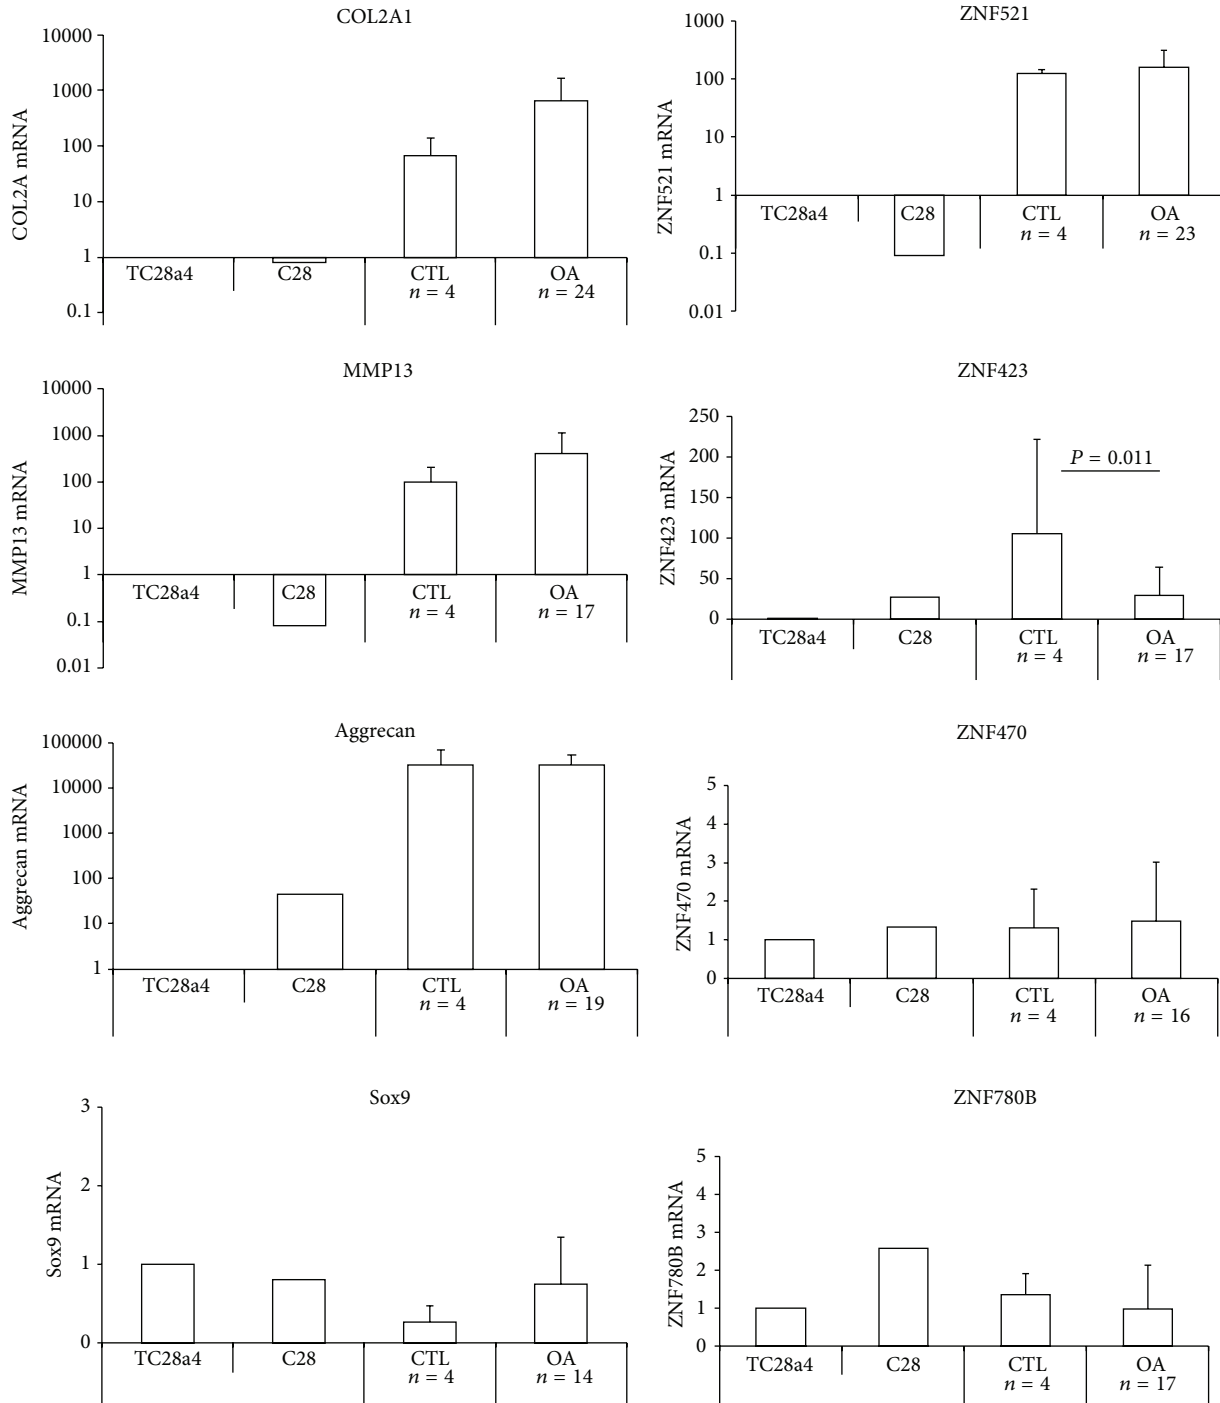 COL2A1
COL2A mRNA
10000
1000
100
10
1
0.1
TC28a4 C28 CTL OA
n = 4 n = 24
ZNF521
ZNF521 mRNA
1000
100
10
1
0.1
0.01
TC28a4 C28 CTL OA
n = 4 n = 23
MMP13
MMP13 mRNA
10000
1000
100
10
1
0.1
0.01
TC28a4 C28 CTL OA
n = 4 n = 17
ZNF423
ZNF423 mRNA
250
200
150
100
50
0
P = 0.011
TC28a4 C28 CTL OA
n = 4 n = 17
Aggrecan
Aggrecan mRNA
100000
10000
1000
100
10
1
TC28a4 C28 CTL OA
n = 4 n = 19
ZNF470
ZNF470 mRNA
5
4
3
2
1
0
TC28a4 C28 CTL OA
n = 4 n = 16
Sox9
Sox9 mRNA
3
2
1
0
TC28a4 C28 CTL OA
n = 4 n = 14
ZNF780B
ZNF780B mRNA
5
4
3
2
1
0
TC28a4 C28 CTL OA
n = 4 n = 17